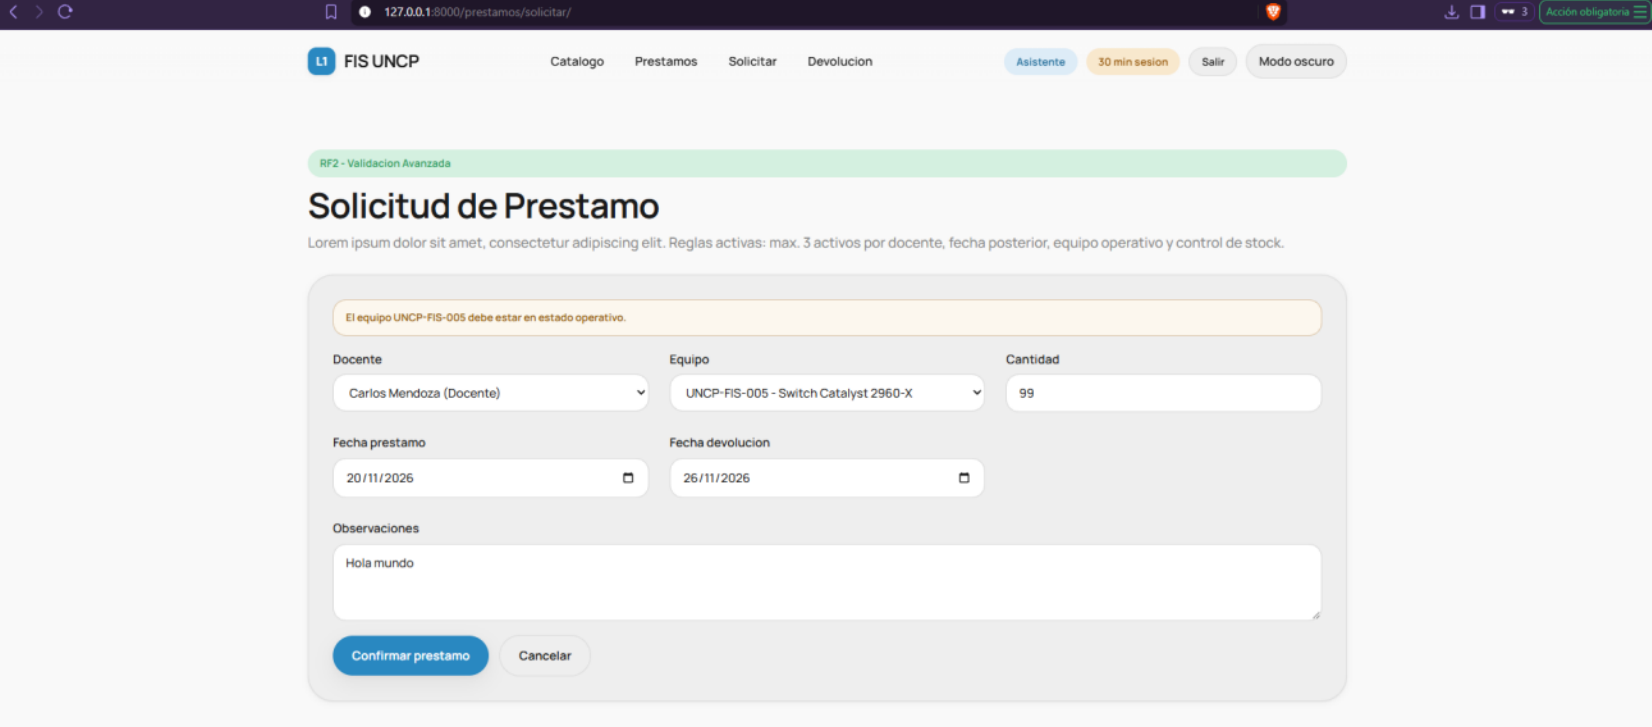 127.0.0.1:8000/prestamos/solicitar/
3
Acción obligatoria
L1 FIS UNCP
Catalogo Prestamos Solicitar Devolucion
Asistente 30 min sesion Salir Modo oscuro
RF2 - Validacion Avanzada
Solicitud de Prestamo
Lorem ipsum dolor sit amet, consectetur adipiscing elit. Reglas activas: max. 3 activos por docente, fecha posterior, equipo operativo y control de stock.
El equipo UNCP-FIS-005 debe estar en estado operativo.
Docente Equipo Cantidad
Carlos Mendoza (Docente) UNCP-FIS-005 - Switch Catalyst 2960-X 99
Fecha prestamo Fecha devolucion
20/11/2026 26/11/2026
Observaciones
Hola mundo
Confirmar prestamo Cancelar